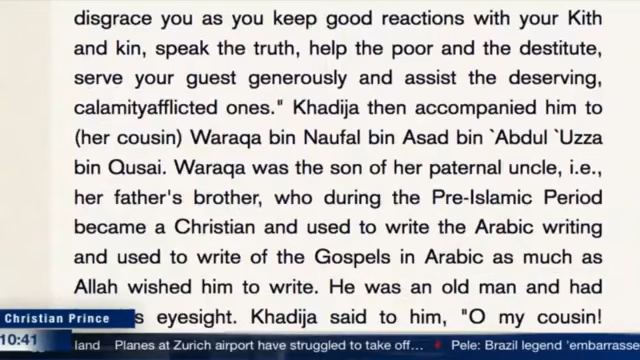 disgrace you as you keep good reactions with your Kith
and kin, speak the truth, help the poor and the destitute,
serve your guest generously and assist the deserving,
calamityafflicted ones." Khadija then accompanied him to
(her cousin) Waraqa bin Naufal bin Asad bin `Abdul `Uzza
bin Qusai. Waraqa was the son of her paternal uncle, i.e.,
her father's brother, who during the Pre-Islamic Period
became a Christian and used to write the Arabic writing
and used to write of the Gospels in Arabic as much as
Allah wished him to write. He was an old man and had
s eyesight. Khadija said to him, "O my cousin!
Christian Prince
10:41 land Planes at Zurich airport have struggled to take off... Pele: Brazil legend 'embarrasse